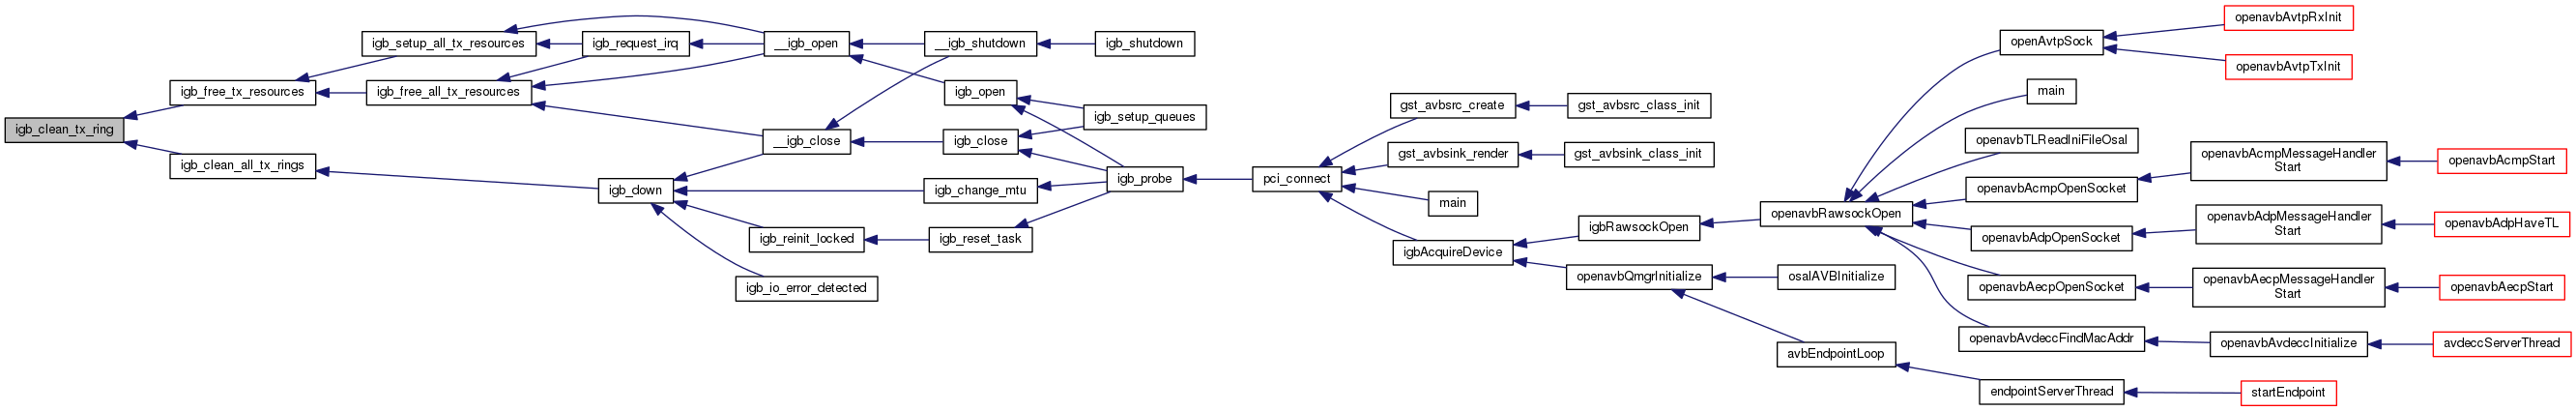 igb_clean_tx_ring
igb_free_tx_resources
igb_clean_all_tx_rings
igb_setup_all_tx_resources
igb_free_all_tx_resources
igb_request_irq
igb_down
__igb_open
__igb_close
igb_reinit_locked
igb_io_error_detected
__igb_shutdown
igb_open
igb_close
igb_change_mtu
igb_reset_task
igb_shutdown
igb_setup_queues
igb_probe
pci_connect
gst_avbsrc_create
gst_avbsink_render
main
igbAcquireDevice
gst_avbsrc_class_init
gst_avbsink_class_init
igbRawsockOpen
openavbQmgrInitialize
openavbRawsockOpen
osalAVBInitialize
avbEndpointLoop
openAvtpSock
main
openavbTLReadIniFileOsal
openavbAcmpOpenSocket
openavbAdpOpenSocket
openavbAecpOpenSocket
openavbAvdeccFindMacAddr
endpointServerThread
openavbAvtpRxInit
openavbAvtpTxInit
openavbAcmpMessageHandler
Start
openavbAdpMessageHandler
Start
openavbAecpMessageHandler
Start
openavbAvdeccInitialize
startEndpoint
openavbAcmpStart
openavbAdpHaveTL
openavbAecpStart
avdeccServerThread